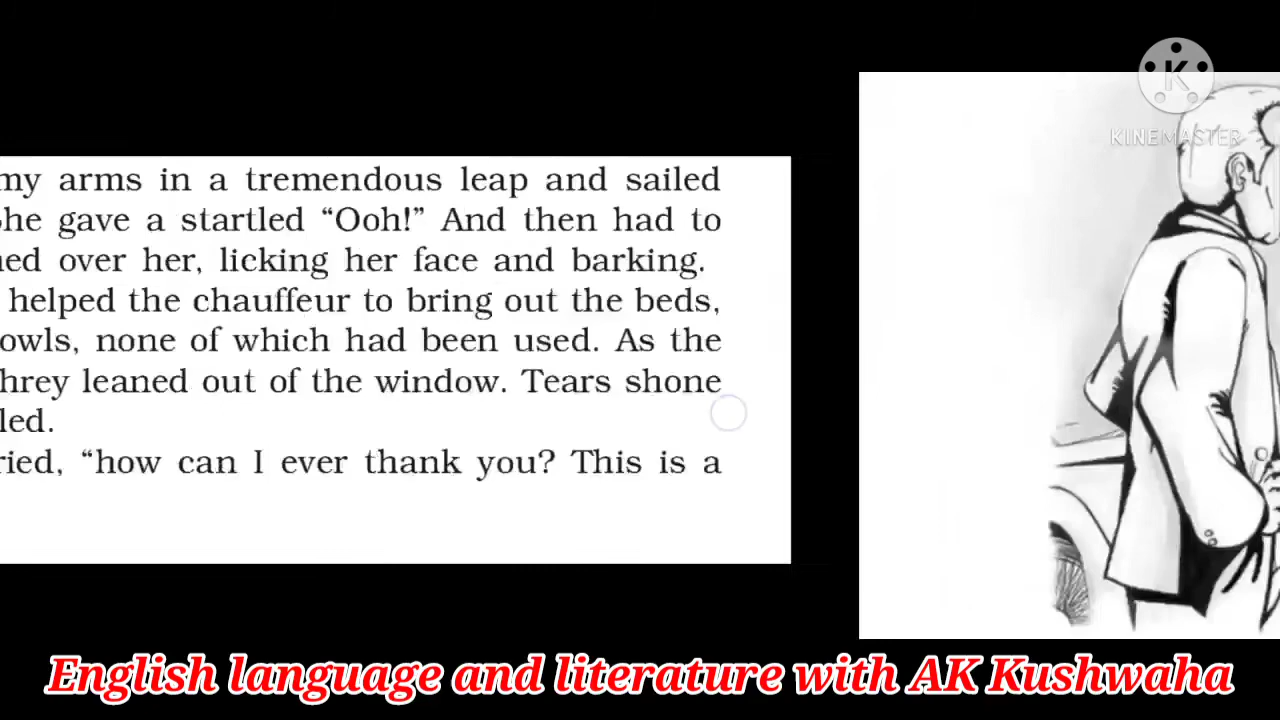 my arms in a tremendous leap and sailed
he gave a startled “Ooh!” And then had to
ed over her, licking her face and barking.
helped the chauffeur to bring out the beds,
owls, none of which had been used. As the
hrey leaned out of the window. Tears shone
led.
ried, “how can I ever thank you? This is a
K
KINEMASTER
English language and literature with AK Kushwaha